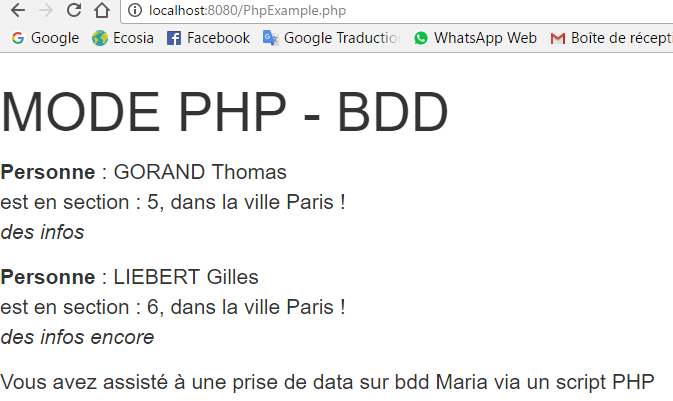 localhost:8080/PhpExample.php
Google Ecosia Facebook Google Traduction WhatsApp Web Boîte de récepti
MODE PHP - BDD
Personne : GORAND Thomas
est en section : 5, dans la ville Paris !
des infos
Personne : LIEBERT Gilles
est en section : 6, dans la ville Paris !
des infos encore
Vous avez assisté à une prise de data sur bdd Maria via un script PHP